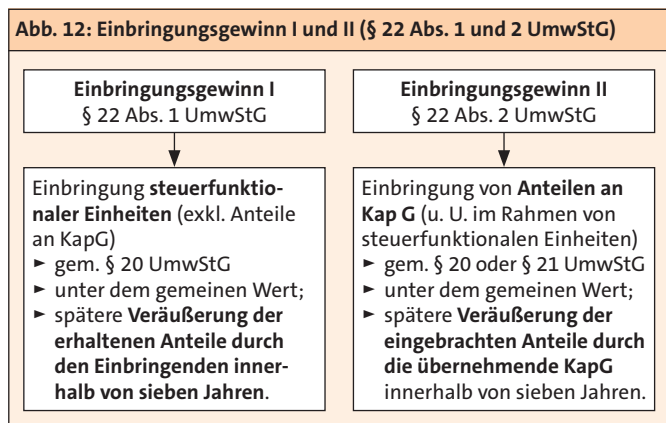 Abb. 12: Einbringungsgewinn I und II (§ 22 Abs. 1 und 2 UmwStG)
Einbringungsgewinn I
§ 22 Abs. 1 UmwStG
Einbringung steuerfunktio-
naler Einheiten (exkl. Anteile
an KapG)
► gem. § 20 UmwStG
► unter dem gemeinen Wert;
► spätere Veräußerung der
erhaltenen Anteile durch
den Einbringenden inner-
halb von sieben Jahren.
Einbringungsgewinn II
§ 22 Abs. 2 UmwStG
Einbringung von Anteilen an
Kap G (u. U. im Rahmen von
steuerfunktionalen Einheiten)
► gem. § 20 oder § 21 UmwStG
► unter dem gemeinen Wert;
► spätere Veräußerung der
eingebrachten Anteile durch
die übernehmende KapG
innerhalb von sieben Jahren.